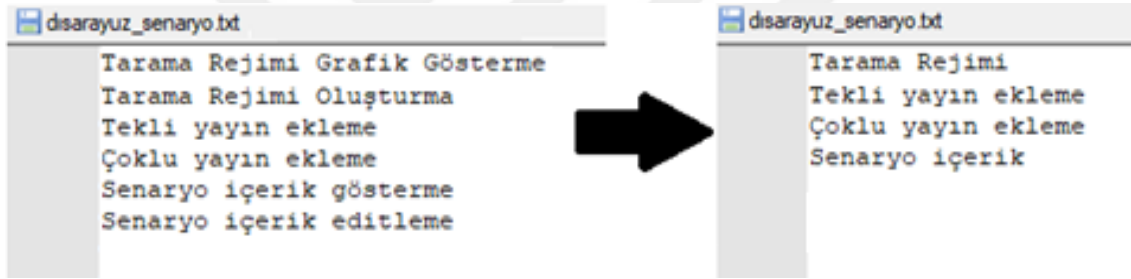 disarayuz_senaryo.txt
Tarama Rejimi Grafik Gösterme
Tarama Rejimi Oluşturma
Tekli yayın ekleme
Çoklu yayın ekleme
Senaryo içerik gösterme
Senaryo içerik editleme
disarayuz_senaryo.txt
Tarama Rejimi
Tekli yayın ekleme
Çoklu yayın ekleme
Senaryo içerik